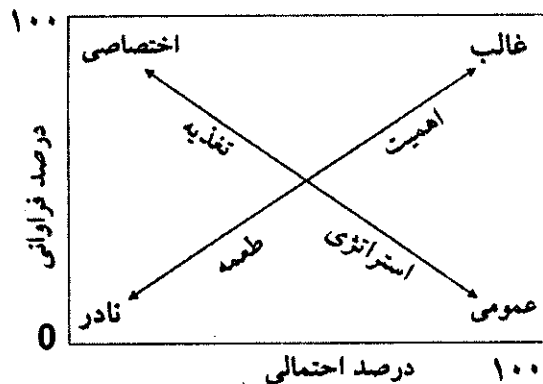 ۱۰۰
اختصاصی
غالب
تغذیه
اهمیت
درصد فراوانی
طعمه
استراتژی
نادر
عمومی
0
درصد احتمالی
۱۰۰